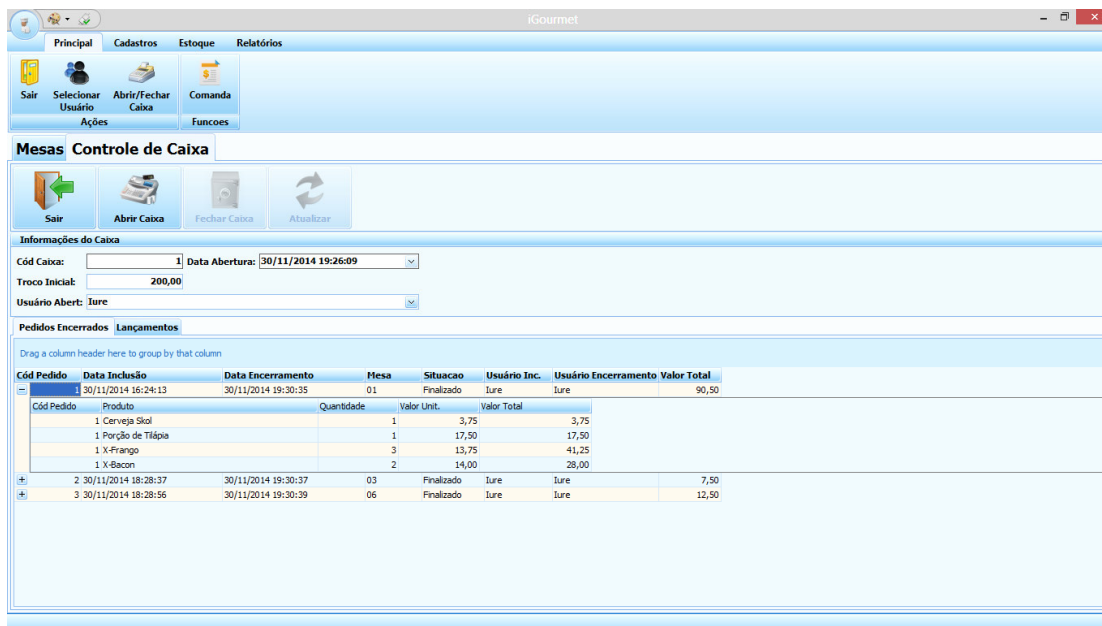 iGourmet
Principal Cadastros Estoque Relatórios
Sair Selecionar Usuário Abrir/Fechar Caixa Comanda
Ações Funcoes
Mesas Controle de Caixa
Sair Abrir Caixa Fechar Caixa Atualizar
Informações do Caixa
Cód Caixa: 1 Data Abertura: 30/11/2014 19:26:09
Troco Inicial: 200,00
Usuário Abert: Iure
Pedidos Encerrados Lançamentos
Drag a column header here to group by that column
Cód Pedido Data Inclusão Data Encerramento Mesa Situacao Usuário Inc. Usuário Encerramento Valor Total
1 30/11/2014 16:24:13 30/11/2014 19:30:35 01 Finalizado Iure Iure 90,50
Cód Pedido Produto Quantidade Valor Unit. Valor Total
1 Cerveja Skol 1 3,75 3,75
1 Porção de Tilápia 1 17,50 17,50
1 X-Frango 3 13,75 41,25
1 X-Bacon 2 14,00 28,00
2 30/11/2014 18:28:37 30/11/2014 19:30:37 03 Finalizado Iure Iure 7,50
3 30/11/2014 18:28:56 30/11/2014 19:30:39 06 Finalizado Iure Iure 12,50